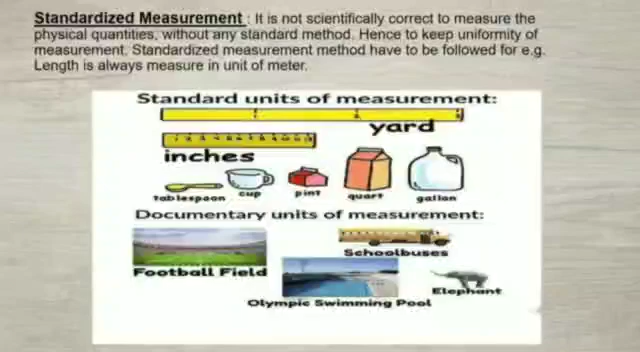 Standardized Measurement : It is not scientifically correct to measure the
physical quantities, without any standard method. Hence to keep uniformity of
measurement. Standardized measurement method have to be followed for e.g.
Length is always measure in unit of meter.
Standard units of measurement:
yard
inches
tablespoon cup pint quart gallon
Documentary units of measurement:
Schoolbuses
Football Field
Elephant
Olympic Swimming Pool